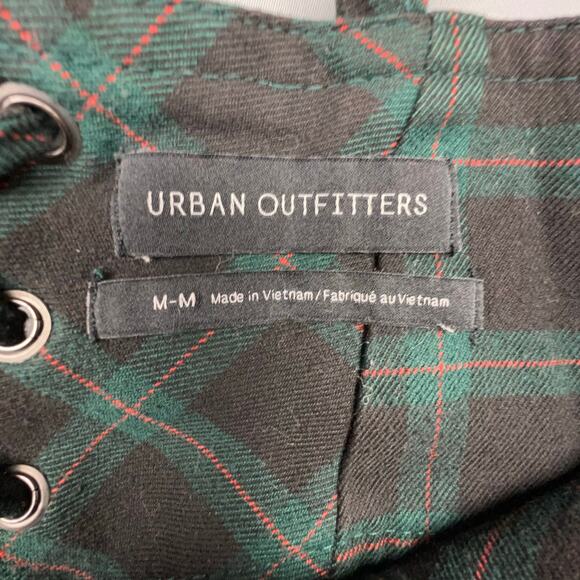 URBAN OUTFITTERS
M-M Made in Vietnam/Fabriqué au Vietnam